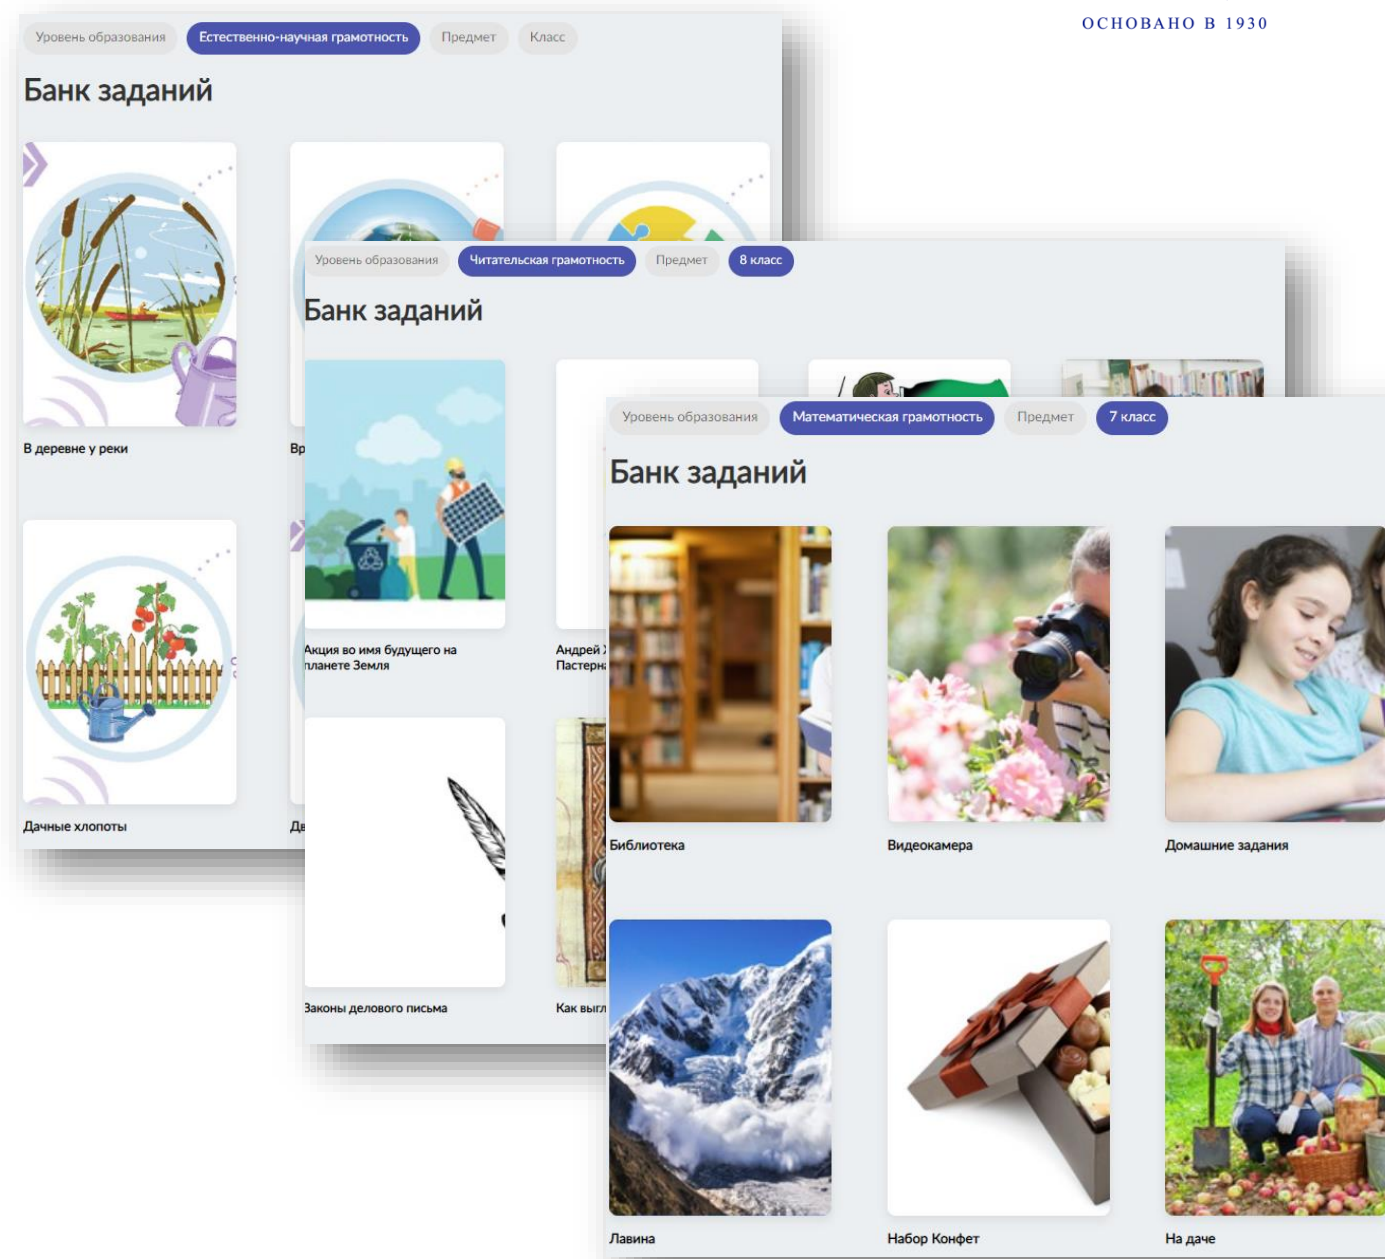 ОСНОВАНО В 1930
Уровень образования Естественно-научная грамотность Предмет Класс
Банк заданий
В деревне у реки
Дачные хлопоты
Уровень образования Читательская грамотность Предмет 8 класс
Банк заданий
Акция во имя будущего на
планете Земля
Андрей
Законы делового письма
Как
Уровень образования Математическая грамотность Предмет 7 класс
Банк заданий
Библиотека
Видеокамера
Домашние задания
Лавина
Набор Конфет
На даче